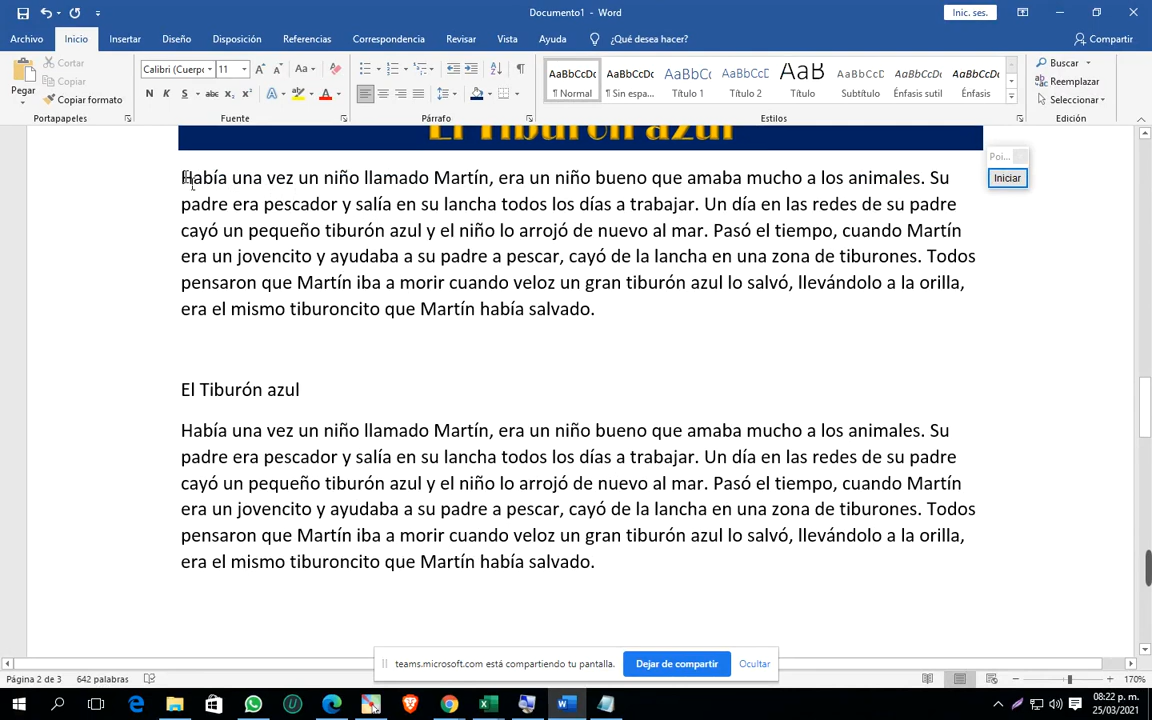 Documento1 - Word
Inic. ses.
Archivo Inicio Insertar Diseño Disposición Referencias Correspondencia Revisar Vista Ayuda ¿Qué desea hacer? Compartir
Pegar
Cortar
Copiar
Copiar formato
Portapapeles
Calibri (Cuerpo 11
Fuente
Párrafo
AaBbCcDc AaBbCcDc AaBbCc AaBbCcD AaB AaBbCcD AaBbCcDc AaBbCcDc
¶ Normal ¶ Sin espa... Título 1 Título 2 Título Subtítulo Énfasis sutil Énfasis
Estilos
Buscar
Reemplazar
Seleccionar
Edición
El Tiburón azul
Poi...
Iniciar
Había una vez un niño llamado Martín, era un niño bueno que amaba mucho a los animales. Su
padre era pescador y salía en su lancha todos los días a trabajar. Un día en las redes de su padre
cayó un pequeño tiburón azul y el niño lo arrojó de nuevo al mar. Pasó el tiempo, cuando Martín
era un jovencito y ayudaba a su padre a pescar, cayó de la lancha en una zona de tiburones. Todos
pensaron que Martín iba a morir cuando veloz un gran tiburón azul lo salvó, llevándolo a la orilla,
era el mismo tiburoncito que Martín había salvado.
El Tiburón azul
Había una vez un niño llamado Martín, era un niño bueno que amaba mucho a los animales. Su
padre era pescador y salía en su lancha todos los días a trabajar. Un día en las redes de su padre
cayó un pequeño tiburón azul y el niño lo arrojó de nuevo al mar. Pasó el tiempo, cuando Martín
era un jovencito y ayudaba a su padre a pescar, cayó de la lancha en una zona de tiburones. Todos
pensaron que Martín iba a morir cuando veloz un gran tiburón azul lo salvó, llevándolo a la orilla,
era el mismo tiburoncito que Martín había salvado.
teams.microsoft.com está compartiendo tu pantalla. Dejar de compartir Ocultar
Página 2 de 3 642 palabras 170%
08:22 p. m.
25/03/2021